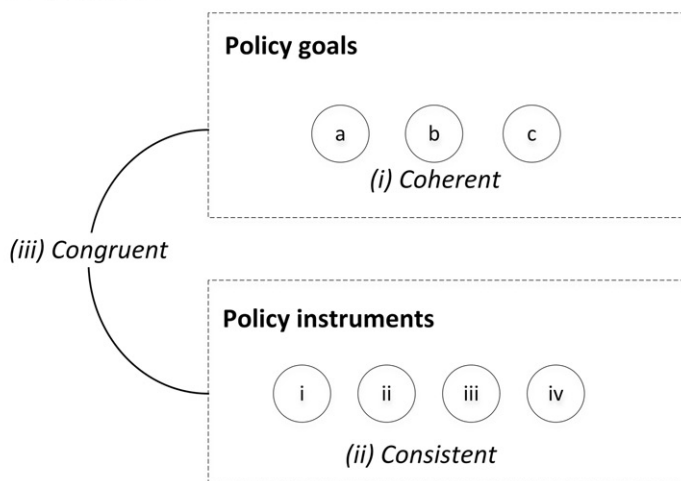 Policy goals
a b c
(i) Coherent
(iii) Congruent
Policy instruments
i ii iii iv
(ii) Consistent